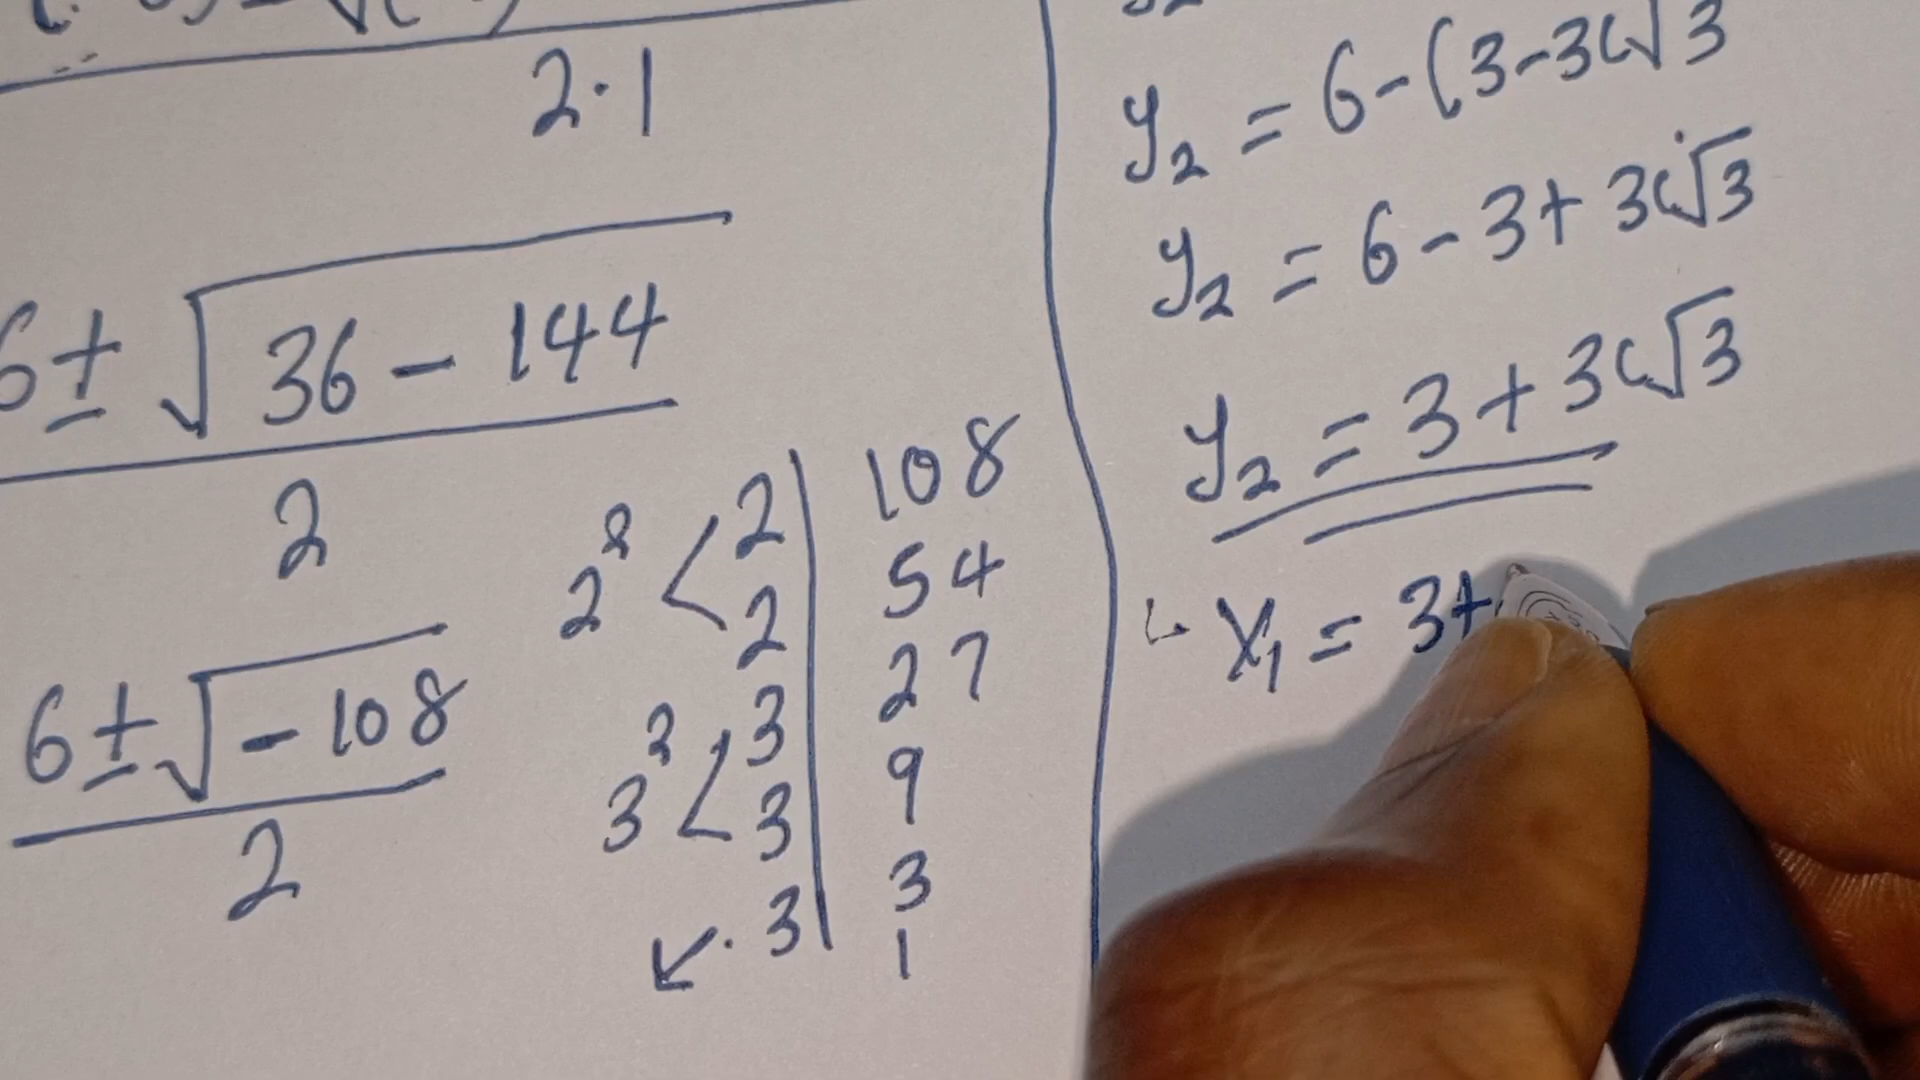 2·1
6 ± √36 - 144
2
6 ± √-108
2
2² < 2 | 108
2 | 54
3² < 3 | 27
3 | 9
3 | 3
1
y₂ = 6 - (3 - 3i√3
y₂ = 6 - 3 + 3i√3
y₂ = 3 + 3i√3
x₁ = 3+